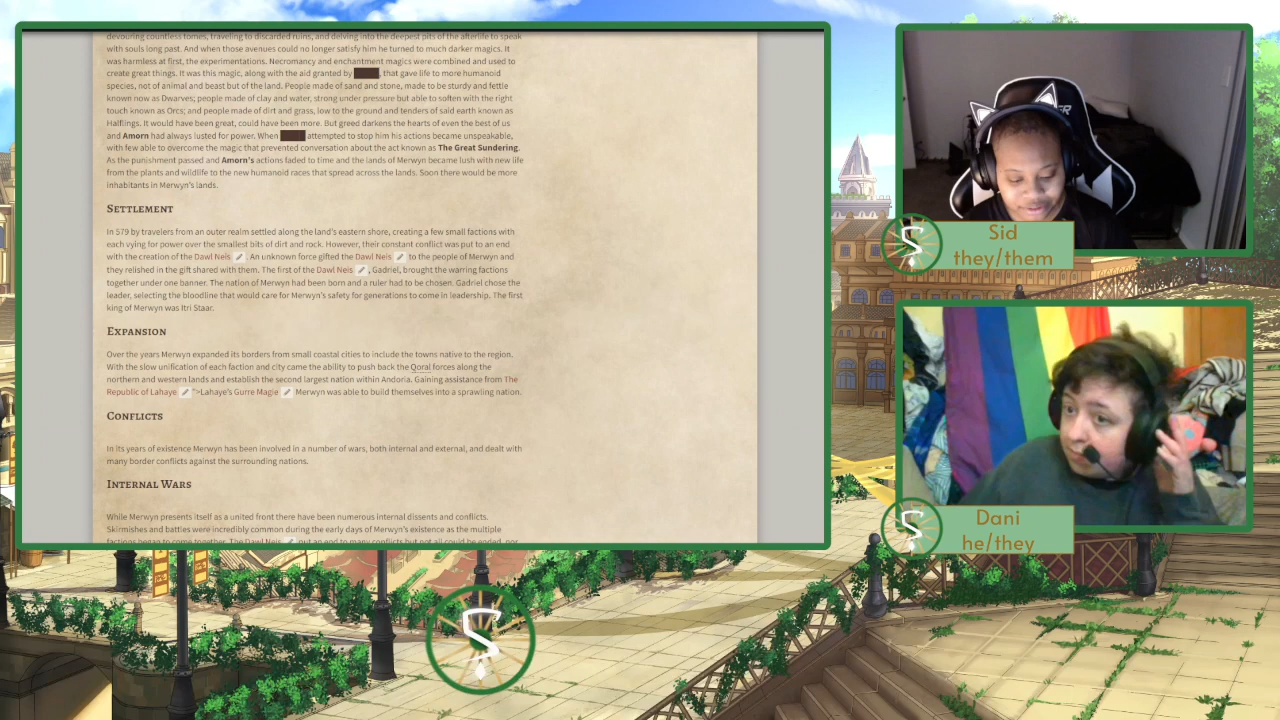 devouring countless tomes, traveling to discarded ruins, and delving into the deepest pits of the afterlife to speak
with souls long past. And when those avenues could no longer satisfy him he turned to much darker magics. It
was harmless at first, the experimentations. Necromancy and enchantment magics were combined and used to
create great things. It was this magic, along with the aid granted by , that gave life to more humanoid
species, not of animal and beast but of the land. People made of sand and stone, made to be sturdy and fettle
known now as Dwarves; people made of clay and water, strong under pressure but able to soften with the right
touch known as Orcs; and people made of dirt and grass, low to the ground and tenders of said earth known as
Halflings. It would have been great, could have been more. But greed darkens the hearts of even the best of us
and Amorn had always lusted for power. When attempted to stop him his actions became unspeakable,
with few able to overcome the magic that prevented conversation about the act known as The Great Sundering.
As the punishment passed and Amorn's actions faded to time and the lands of Merwyn became lush with new life
from the plants and wildlife to the new humanoid races that spread across the lands. Soon there would be more
inhabitants in Merwyn's lands.
SETTLEMENT
In 579 by travelers from an outer realm settled along the land's eastern shore, creating a few small factions with
each vying for power over the smallest bits of dirt and rock. However, their constant conflict was put to an end
with the creation of the Dawl Neis . An unknown force gifted the Dawl Neis to the people of Merwyn and
they relished in the gift shared with them. The first of the Dawl Neis , Gadriel, brought the warring factions
together under one banner. The nation of Merwyn had been born and a ruler had to be chosen. Gadriel chose the
leader, selecting the bloodline that would care for Merwyn's safety for generations to come in leadership. The first
king of Merwyn was Itri Staar.
EXPANSION
Over the years Merwyn expanded its borders from small coastal cities to include the towns native to the region.
With the slow unification of each faction and city came the ability to push back the Qoral forces along the
northern and western lands and establish the second largest nation within Andoria. Gaining assistance from The
Republic of Lahaye ">Lahaye's Gurre Magie Merwyn was able to build themselves into a sprawling nation.
CONFLICTS
In its years of existence Merwyn has been involved in a number of wars, both internal and external, and dealt with
many border conflicts against the surrounding nations.
INTERNAL WARS
While Merwyn presents itself as a united front there have been numerous internal dissents and conflicts.
Skirmishes and battles were incredibly common during the early days of Merwyn's existence as the multiple
factions began to come together. The Dawl Neis put an end to many conflicts but not all could be ended, nor
Sid
they/them
Dani
he/they